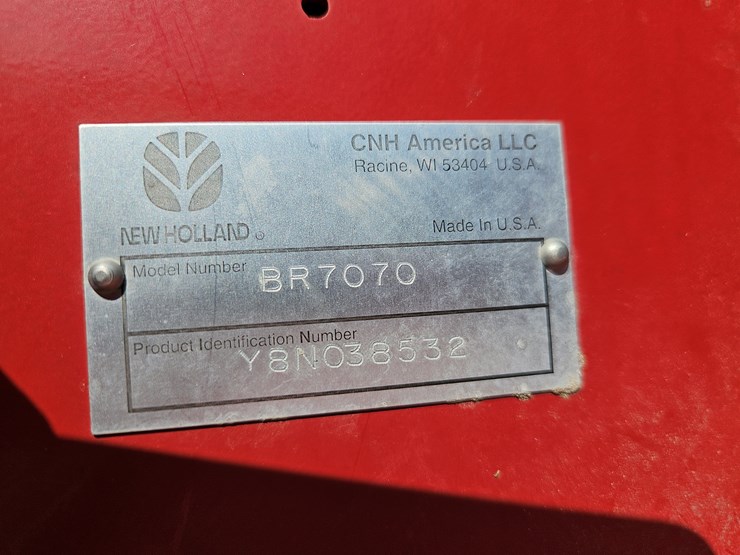 CNH America LLC
Racine, WI 53404 U.S.A.
NEW HOLLAND
Made In U.S.A.
Model Number BR7070
Product Identification Number
Y8N038532